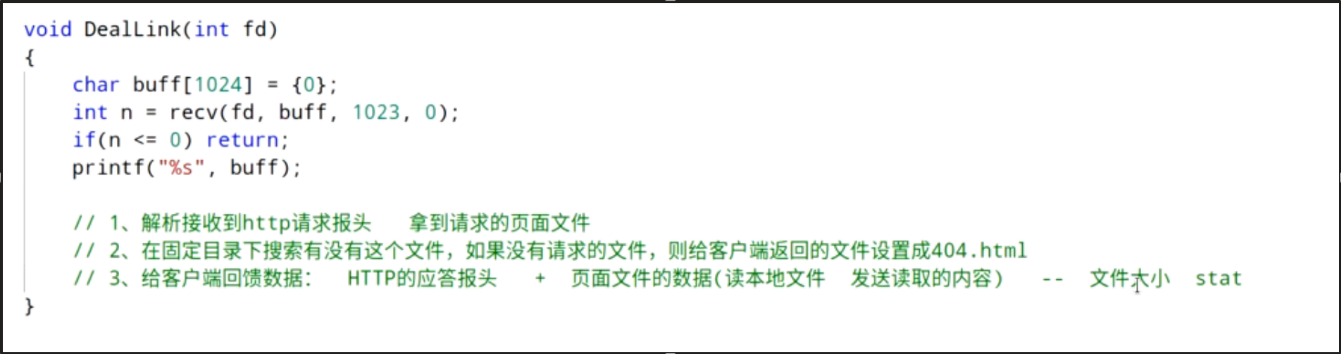 void DealLink(int fd)
{
    char buff[1024] = {0};
    int n = recv(fd, buff, 1023, 0);
    if(n <= 0) return;
    printf("%s", buff);
    // 1、解析接收到http请求报头   拿到请求的页面文件
    // 2、在固定目录下搜索有没有这个文件，如果没有请求的文件，则给客户端返回的文件设置成404.html
    // 3、给客户端回馈数据：  HTTP的应答报头   +  页面文件的数据(读本地文件  发送读取的内容)   --  文件大小  stat
}